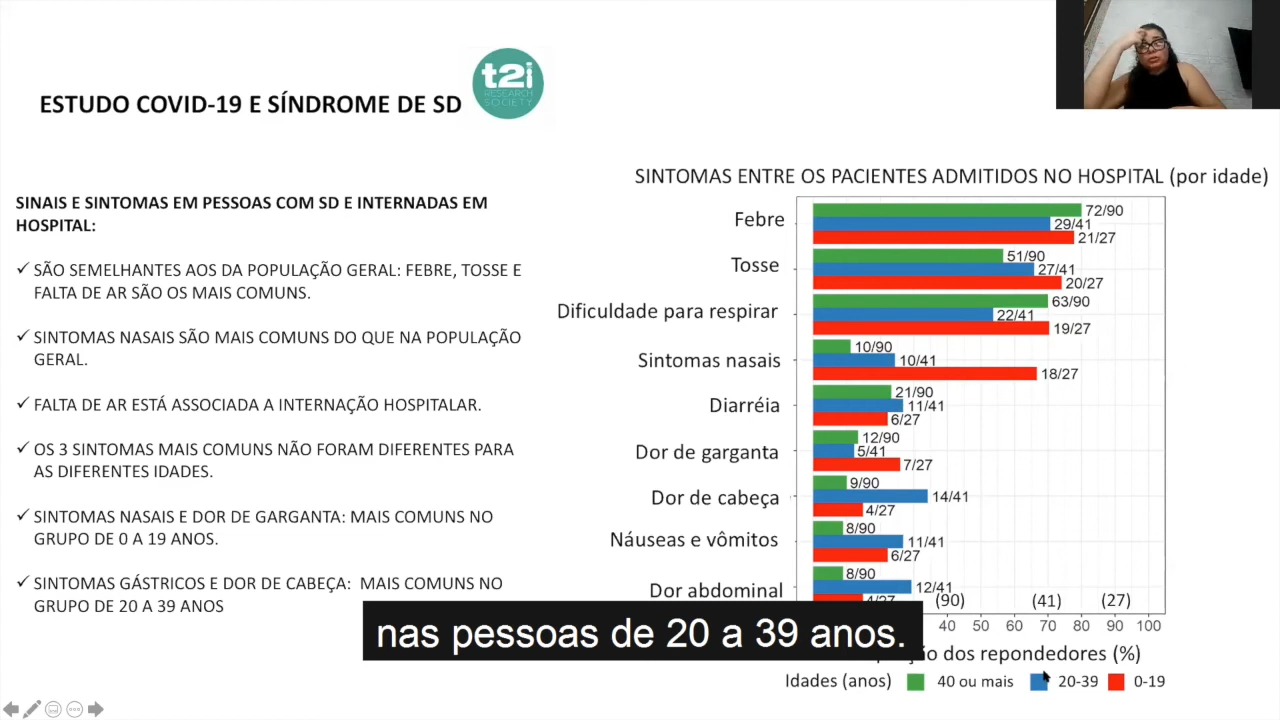 ESTUDO COVID-19 E SÍNDROME DE SD
t2i
RESEARCH
SOCIETY
SINAIS E SINTOMAS EM PESSOAS COM SD E INTERNADAS EM
HOSPITAL:
✓ SÃO SEMELHANTES AOS DA POPULAÇÃO GERAL: FEBRE, TOSSE E
FALTA DE AR SÃO OS MAIS COMUNS.
✓ SINTOMAS NASAIS SÃO MAIS COMUNS DO QUE NA POPULAÇÃO
GERAL.
✓ FALTA DE AR ESTÁ ASSOCIADA A INTERNAÇÃO HOSPITALAR.
✓ OS 3 SINTOMAS MAIS COMUNS NÃO FORAM DIFERENTES PARA
AS DIFERENTES IDADES.
✓ SINTOMAS NASAIS E DOR DE GARGANTA: MAIS COMUNS NO
GRUPO DE 0 A 19 ANOS.
✓ SINTOMAS GÁSTRICOS E DOR DE CABEÇA: MAIS COMUNS NO
GRUPO DE 20 A 39 ANOS
SINTOMAS ENTRE OS PACIENTES ADMITIDOS NO HOSPITAL (por idade)
Febre
72/90
29/41
21/27
Tosse
51/90
27/41
20/27
Dificuldade para respirar
63/90
22/41
19/27
Sintomas nasais
10/90
10/41
18/27
Diarréia
21/90
11/41
6/27
Dor de garganta
12/90
5/41
7/27
Dor de cabeça
9/90
14/41
4/27
Náuseas e vômitos
8/90
11/41
6/27
Dor abdominal
8/90
12/41
4/27
(90) (41) (27)
40 50 60 70 80 90 100
dos repondedores (%)
Idades (anos) 40 ou mais 20-39 0-19
nas pessoas de 20 a 39 anos.